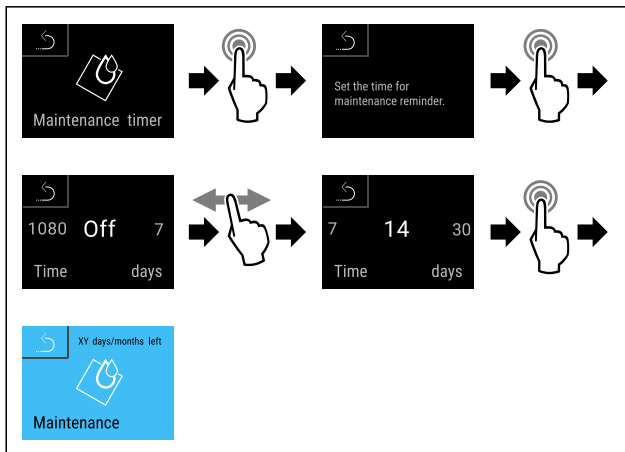 Maintenance timer
Set the time for
maintenance reminder.
1080 Off 7
Time days
7 14 30
Time days
XY days/months left
Maintenance